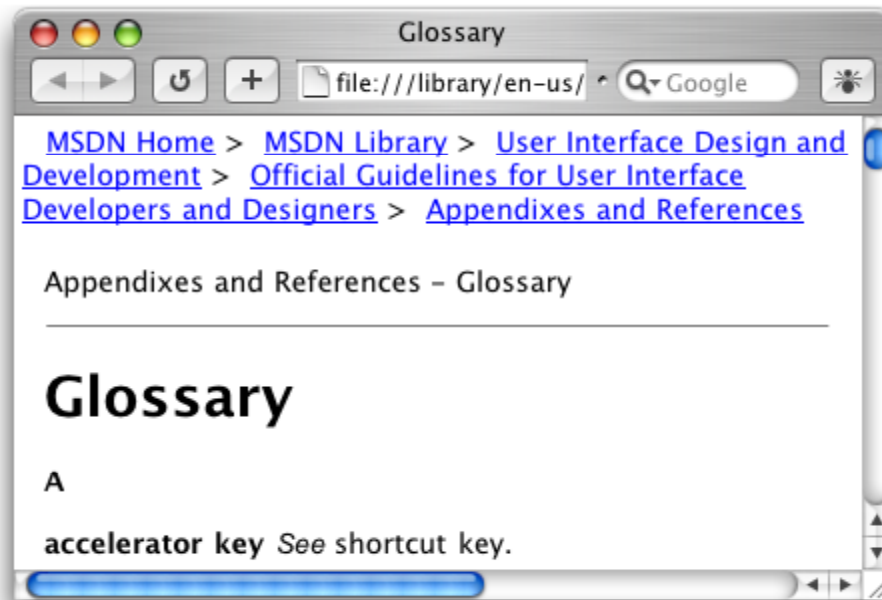 Glossary
file:///library/en-us/
Google
MSDN Home > MSDN Library > User Interface Design and
Development > Official Guidelines for User Interface
Developers and Designers > Appendixes and References
Appendixes and References – Glossary
Glossary
A
accelerator key See shortcut key.